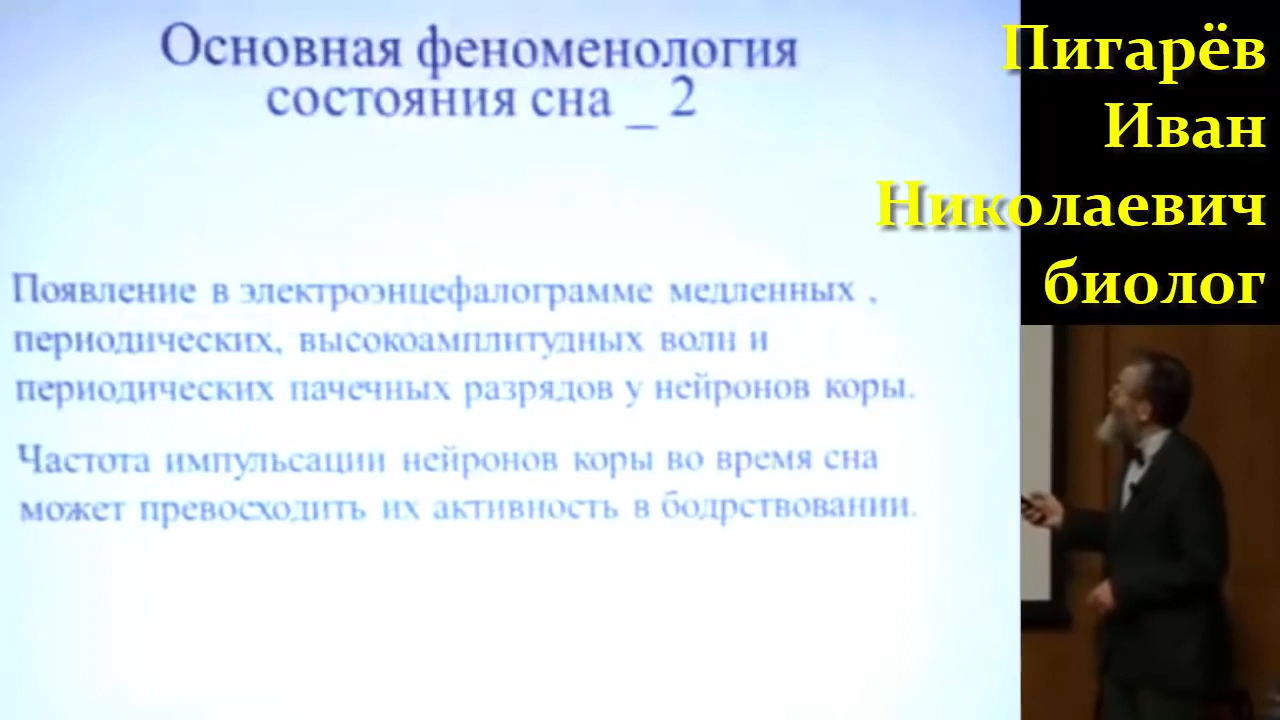 Основная феноменология
состояния сна _ 2
Появление в электроэнцефалограмме медленных ,
периодических, высокоамплитудных волн и
периодических пачечных разрядов у нейронов коры.
Частота импульсации нейронов коры во время сна
может превосходить их активность в бодрствовании.
Пигарёв
Иван
Николаевич
биолог